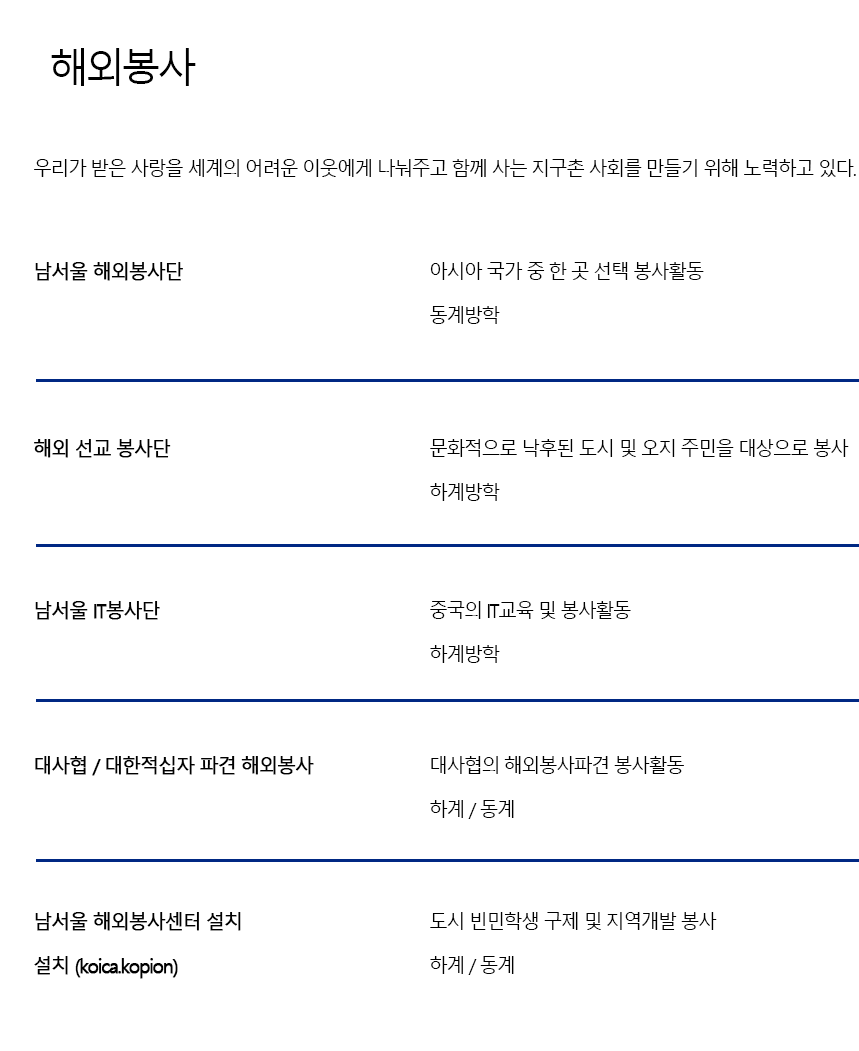 해외봉사
우리가 받은 사랑을 세계의 어려운 이웃에게 나눠주고 함께 사는 지구촌 사회를 만들기 위해 노력하고 있다.
남서울 해외봉사단
아시아 국가 중 한 곳 선택 봉사활동
동계방학
해외 선교 봉사단
문화적으로 낙후된 도시 및 오지 주민을 대상으로 봉사
하계방학
남서울 IT봉사단
중국의 IT교육 및 봉사활동
하계방학
대사협 / 대한적십자 파견 해외봉사
대사협의 해외봉사파견 봉사활동
하계 / 동계
남서울 해외봉사센터 설치
설치 (koica.kopion)
도시 빈민학생 구제 및 지역개발 봉사
하계 / 동계